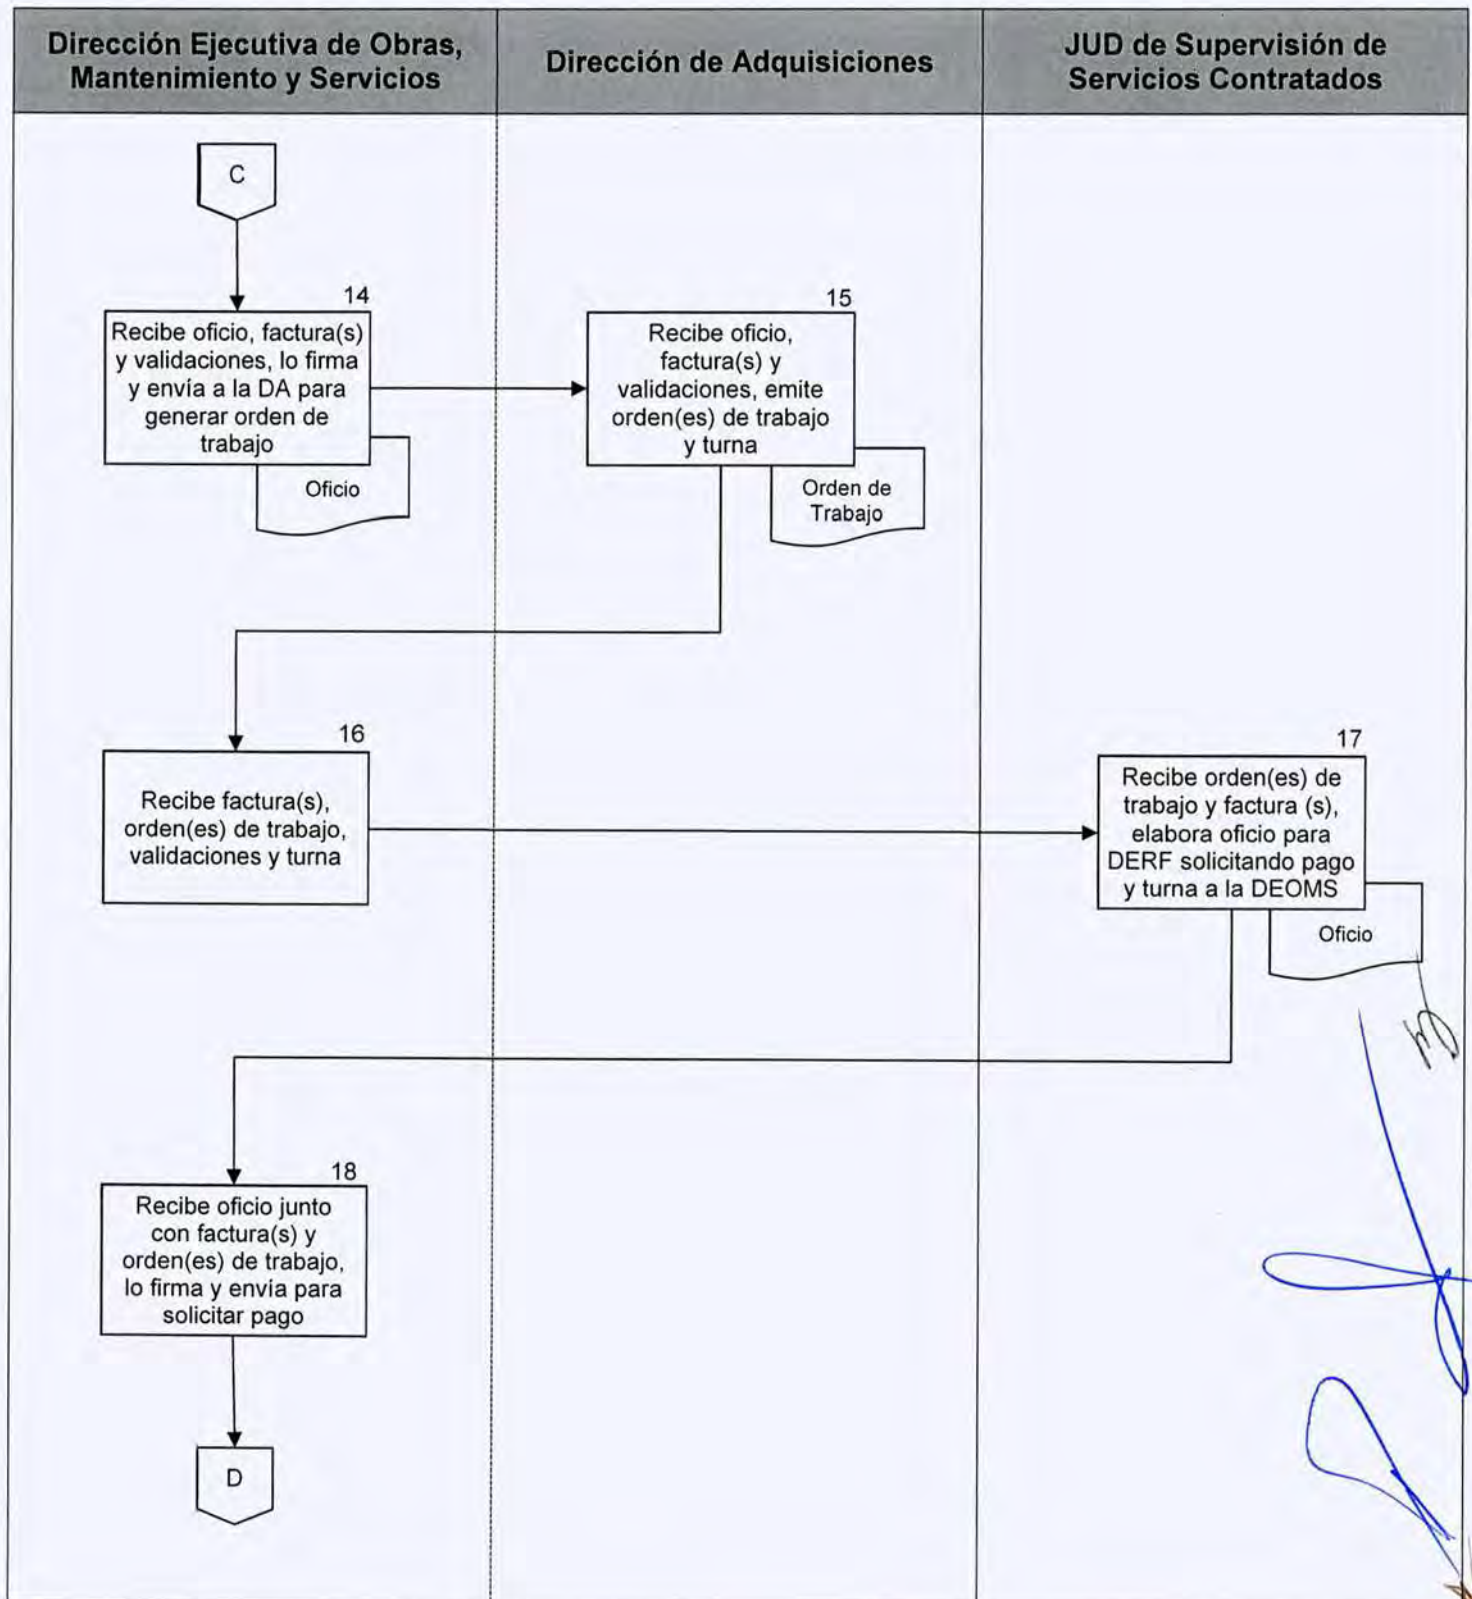 Dirección Ejecutiva de Obras,
Mantenimiento y Servicios
Dirección de Adquisiciones
JUD de Supervisión de
Servicios Contratados
C
14
Recibe oficio, factura(s)
y validaciones, lo firma
y envía a la DA para
generar orden de
trabajo
Oficio
15
Recibe oficio,
factura(s) y
validaciones, emite
orden(es) de trabajo
y turna
Orden de
Trabajo
16
Recibe factura(s),
orden(es) de trabajo,
validaciones y turna
17
Recibe orden(es) de
trabajo y factura (s),
elabora oficio para
DERF solicitando pago
y turna a la DEOMS
Oficio
18
Recibe oficio junto
con factura(s) y
orden(es) de trabajo,
lo firma y envía para
solicitar pago
D